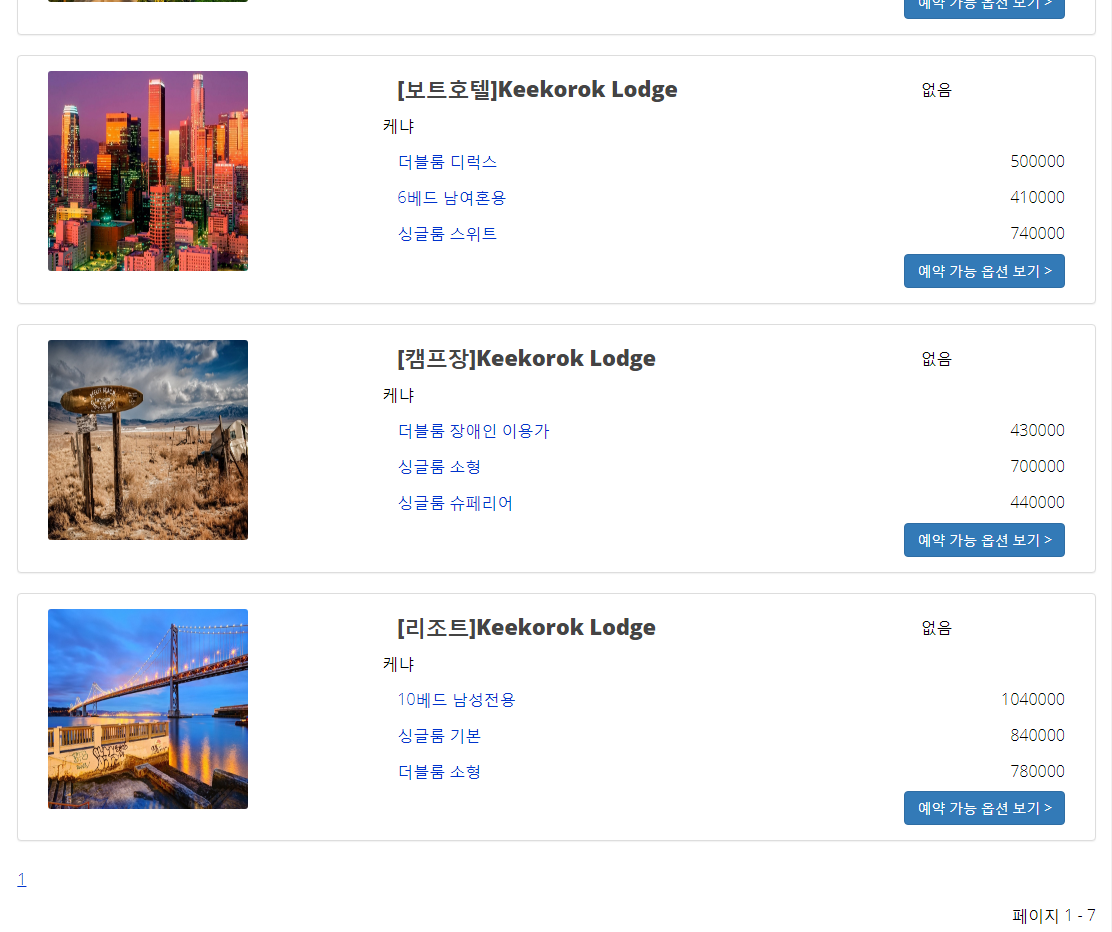 예약 가능 옵션 보기 >
[보트호텔]Keekorok Lodge 없음
케냐
더블룸 디럭스 500000
6베드 남여혼용 410000
싱글룸 스위트 740000
예약 가능 옵션 보기 >
[캠프장]Keekorok Lodge 없음
케냐
더블룸 장애인 이용가 430000
싱글룸 소형 700000
싱글룸 슈페리어 440000
예약 가능 옵션 보기 >
[리조트]Keekorok Lodge 없음
케냐
10베드 남성전용 1040000
싱글룸 기본 840000
더블룸 소형 780000
예약 가능 옵션 보기 >
1
페이지 1 - 7